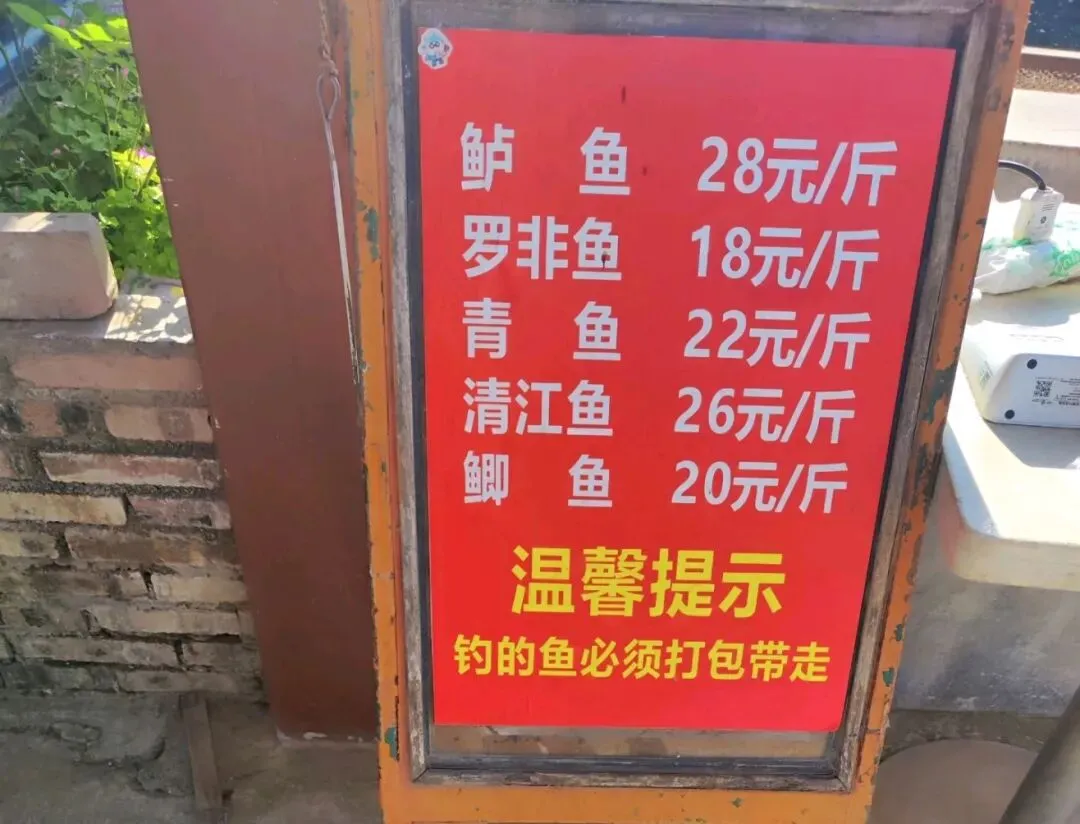 鲈 鱼 28元/斤
罗非鱼 18元/斤
青 鱼 22元/斤
清江鱼 26元/斤
鲫 鱼 20元/斤
温馨提示
钓的鱼必须打包带走